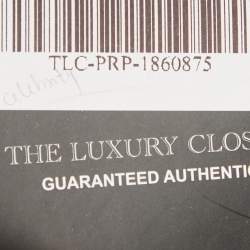 TLC-PRP-1860875
THE LUXURY CLOS
GUARANTEED AUTHENTIC